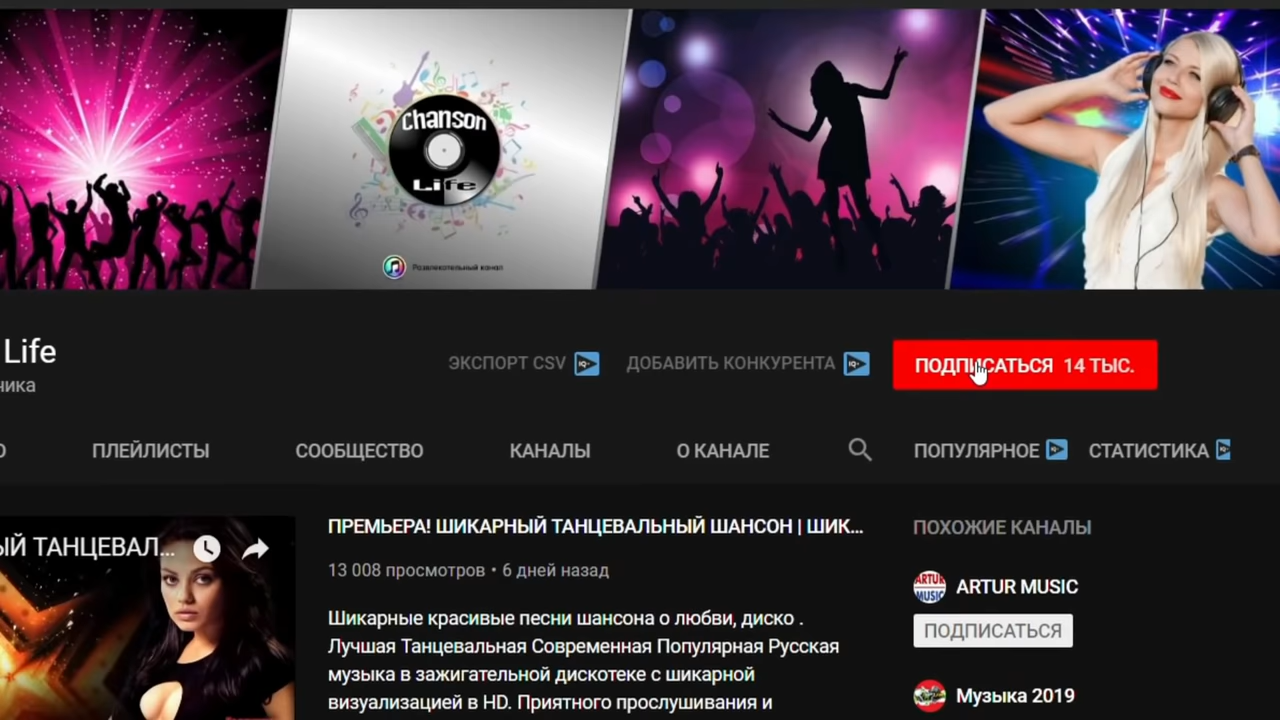 Chanson
Life
Развлекательный канал
Life
чика
ЭКСПОРТ CSV
ДОБАВИТЬ КОНКУРЕНТА
ПОДПИСАТЬСЯ 14 ТЫС.
О
ПЛЕЙЛИСТЫ
СООБЩЕСТВО
КАНАЛЫ
О КАНАЛЕ
ПОПУЛЯРНОЕ
СТАТИСТИКА
ЫЙ ТАНЦЕВАЛ...
ПРЕМЬЕРА! ШИКАРНЫЙ ТАНЦЕВАЛЬНЫЙ ШАНСОН | ШИК...
13 008 просмотров • 6 дней назад
Шикарные красивые песни шансона о любви, диско .
Лучшая Танцевальная Современная Популярная Русская
музыка в зажигательной дискотеке с шикарной
визуализацией в HD. Приятного прослушивания и
ПОХОЖИЕ КАНАЛЫ
ARTUR MUSIC
ARTUR MUSIC
ПОДПИСАТЬСЯ
Музыка 2019